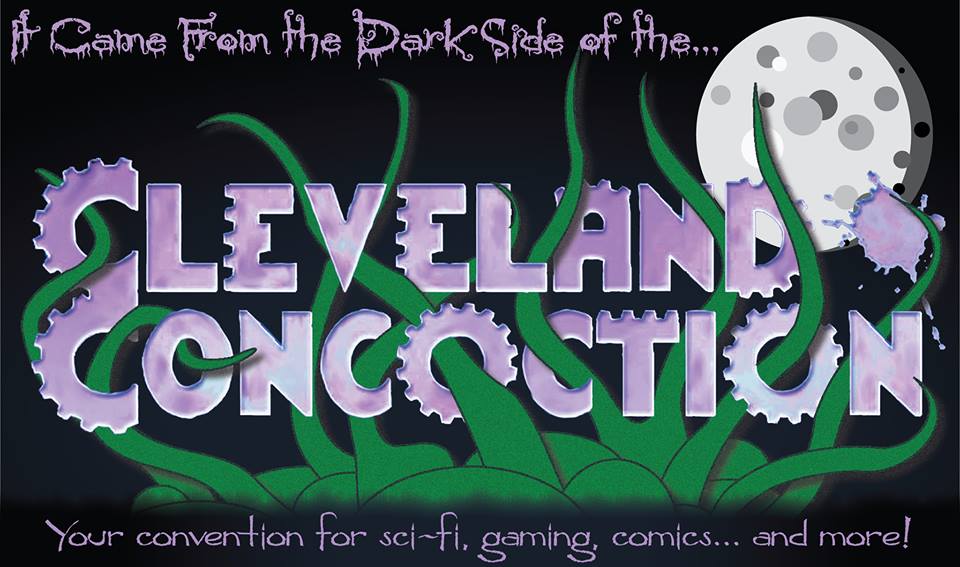 It Came From the Dark Side of the...
CLEVELAND
CONCOCTION
Your convention for sci-fi, gaming, comics... and more!